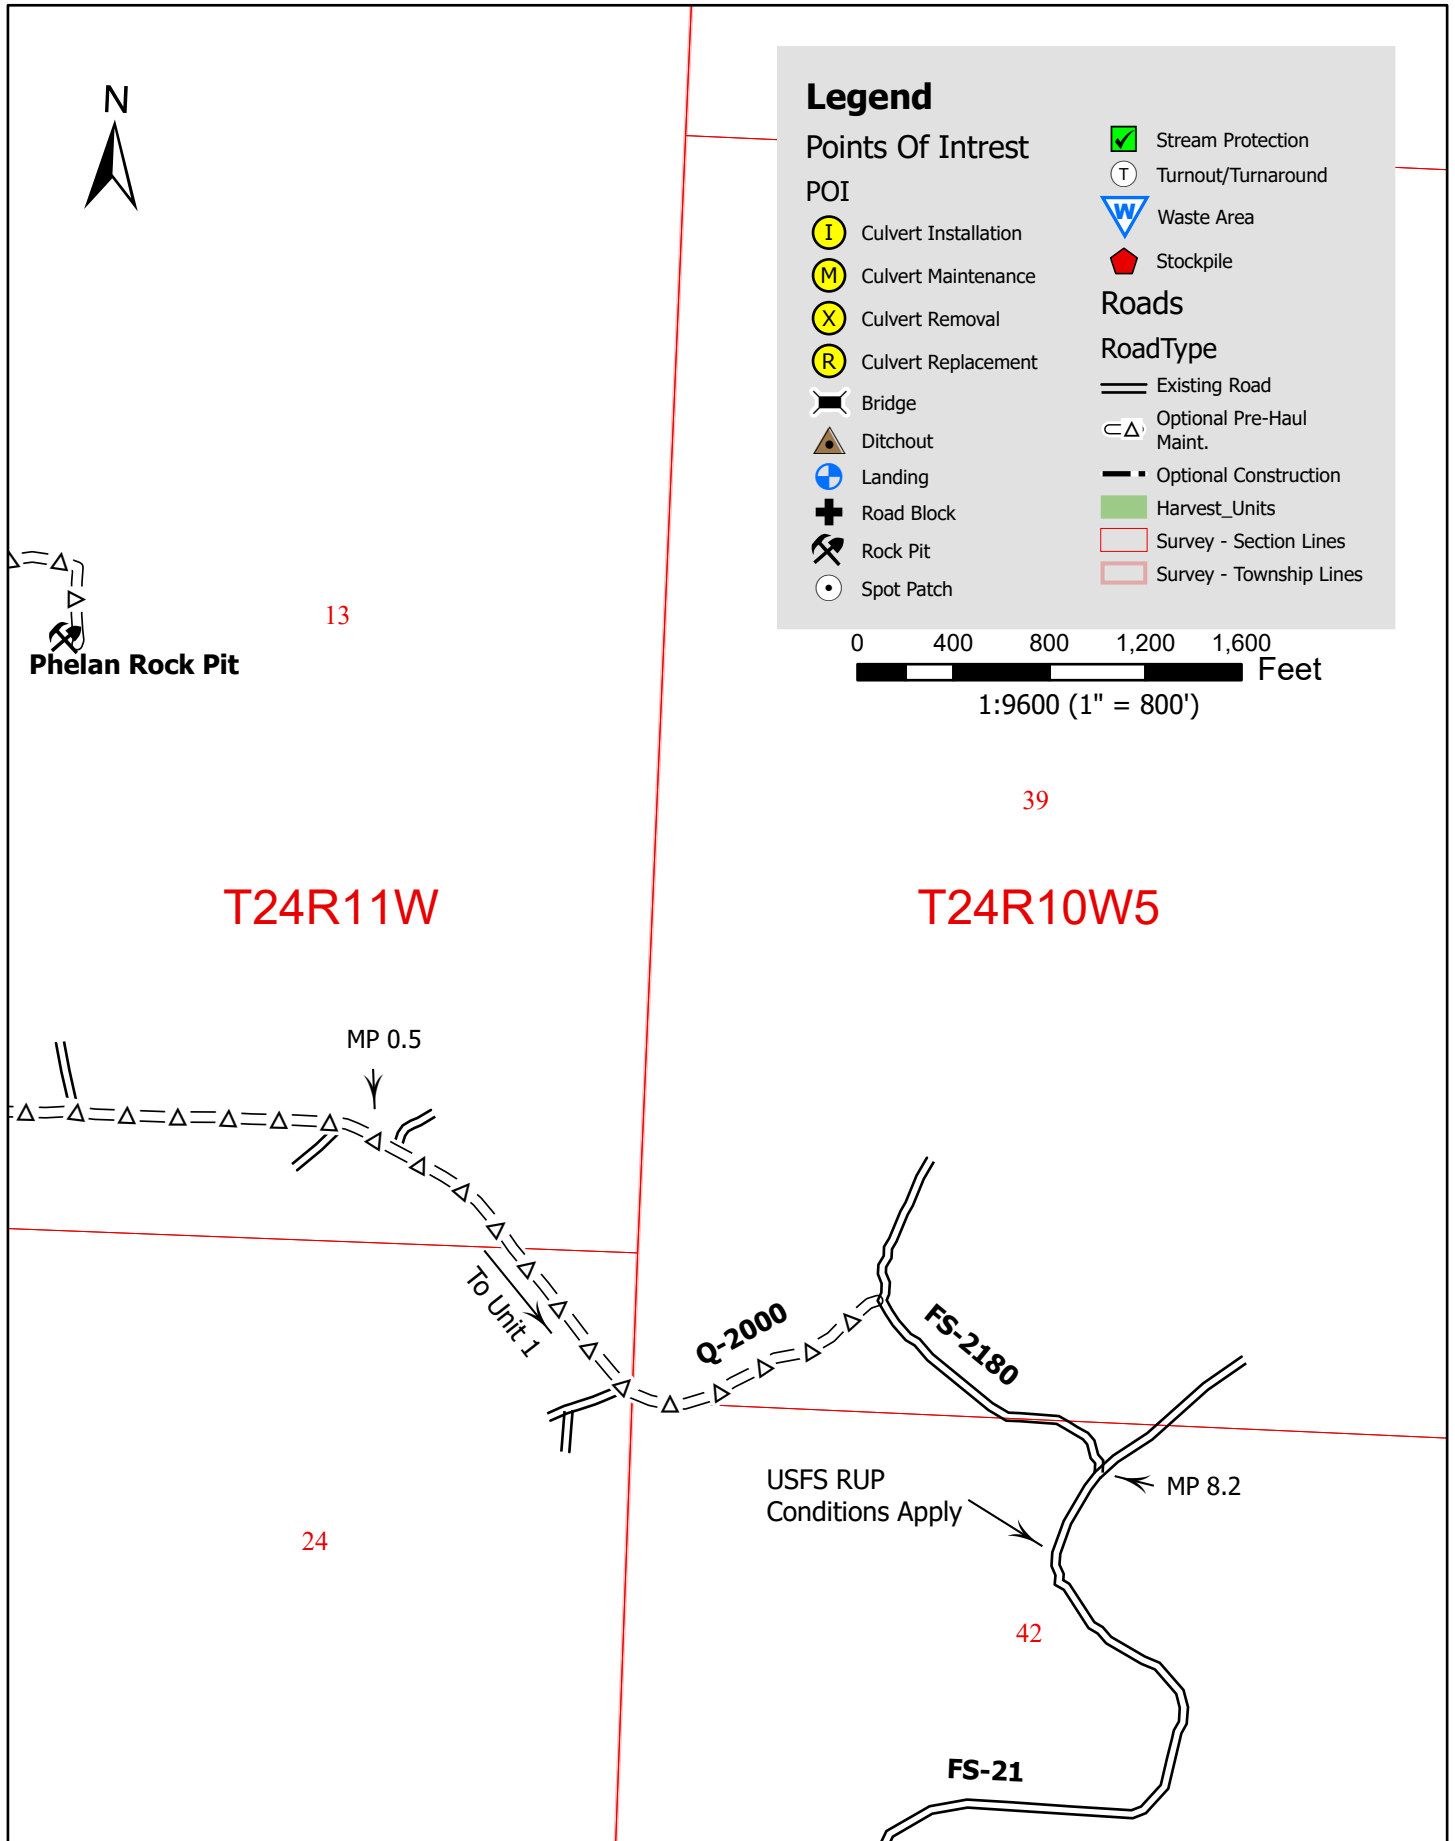 N
Legend
Points Of Intrest
POI
I Culvert Installation
M Culvert Maintenance
X Culvert Removal
R Culvert Replacement
Bridge
Ditchout
Landing
Road Block
Rock Pit
Spot Patch
Stream Protection
T Turnout/Turnaround
W Waste Area
Stockpile
Roads
RoadType
Existing Road
Optional Pre-Haul
Maint.
Optional Construction
Harvest_Units
Survey - Section Lines
Survey - Township Lines
0 400 800 1,200 1,600
Feet
1:9600 (1" = 800')
13
Phelan Rock Pit
39
T24R11W
T24R10W5
MP 0.5
To Unit 1
Q-2000
FS-2180
USFS RUP
Conditions Apply
MP 8.2
24
42
FS-21